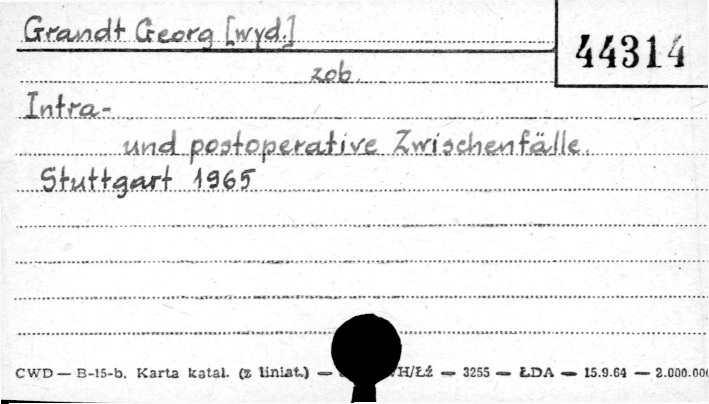 Grandt Georg [wyd.]
44314
zob.
Intra-
und postoperative Zwischenfälle.
Stuttgart 1965
CWD — B-15-b. Karta katal. (z liniat.) — H/Łź — 3255 — ŁDA — 15.9.64 — 2.000.00